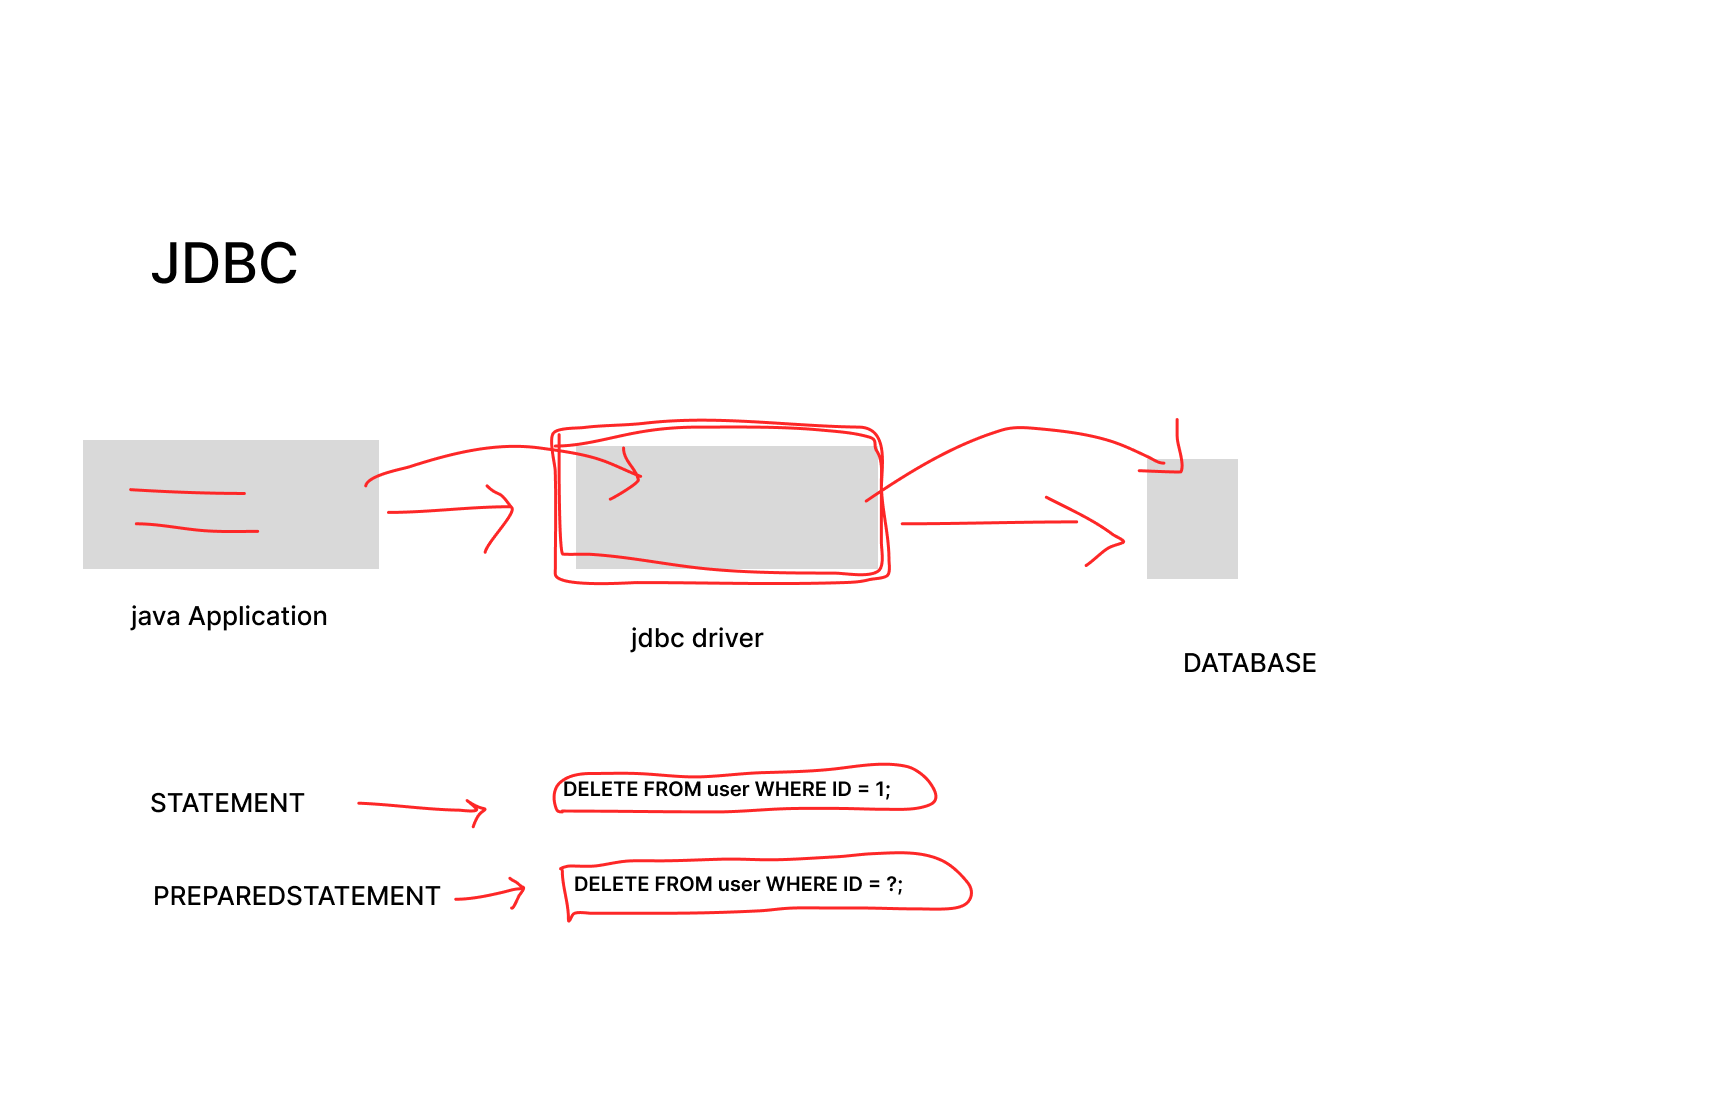 JDBC
java Application
jdbc driver
DATABASE
STATEMENT
DELETE FROM user WHERE ID = 1;
PREPAREDSTATEMENT
DELETE FROM user WHERE ID = ?;